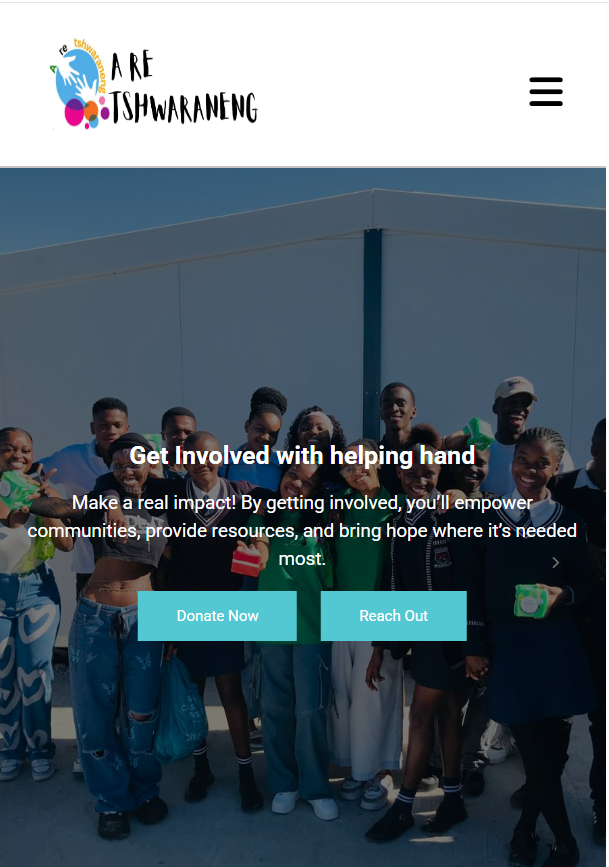 A re tshwaraneng
A RE
TSHWARANENG
Get Involved with helping hand
Make a real impact! By getting involved, you’ll empower
communities, provide resources, and bring hope where it’s needed
most.
Donate Now
Reach Out